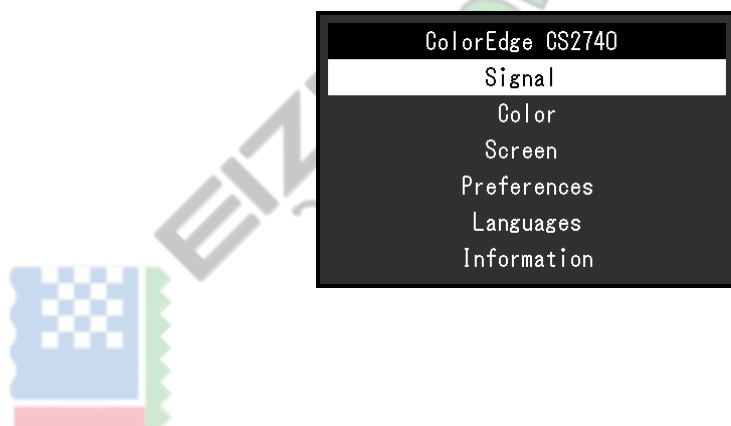 ColorEdge CS2740
Signal
Color
Screen
Preferences
Languages
Information